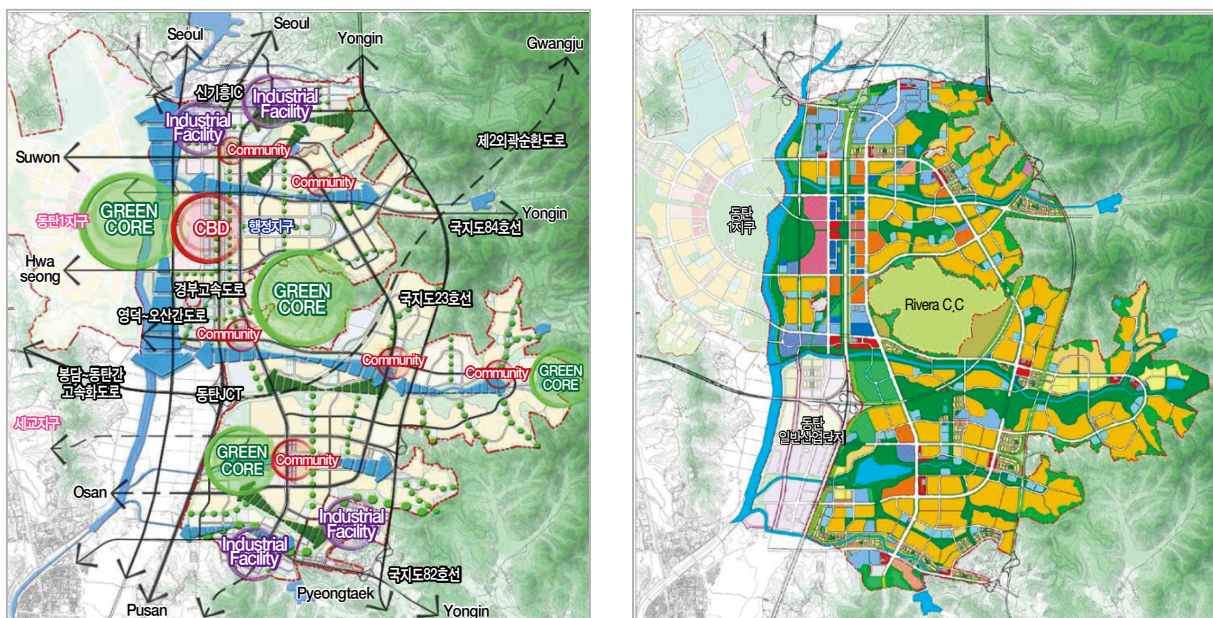 Seoul
Seoul
Yongin
Gwangju
신기흥IC
Industrial
Facility
Industrial
Facility
제2외곽순환도로
Suwon
Community
Community
GREEN
CORE
동탄1지구
CBD
행정지구
Yongin
국지도84호선
Hwa
seong
경부고속도로
GREEN
CORE
국지도23호선
영덕~오산간도로
Community
Community
Community
GREEN
CORE
봉담~동탄간
고속화도로
동탄JCT
세교지구
GREEN
CORE
Community
Osan
Industrial
Facility
Industrial
Facility
국지도82호선
Pusan
Pyeongtaek
Yongin
동탄
1지구
Rivera C.C
동탄
일반산업단지